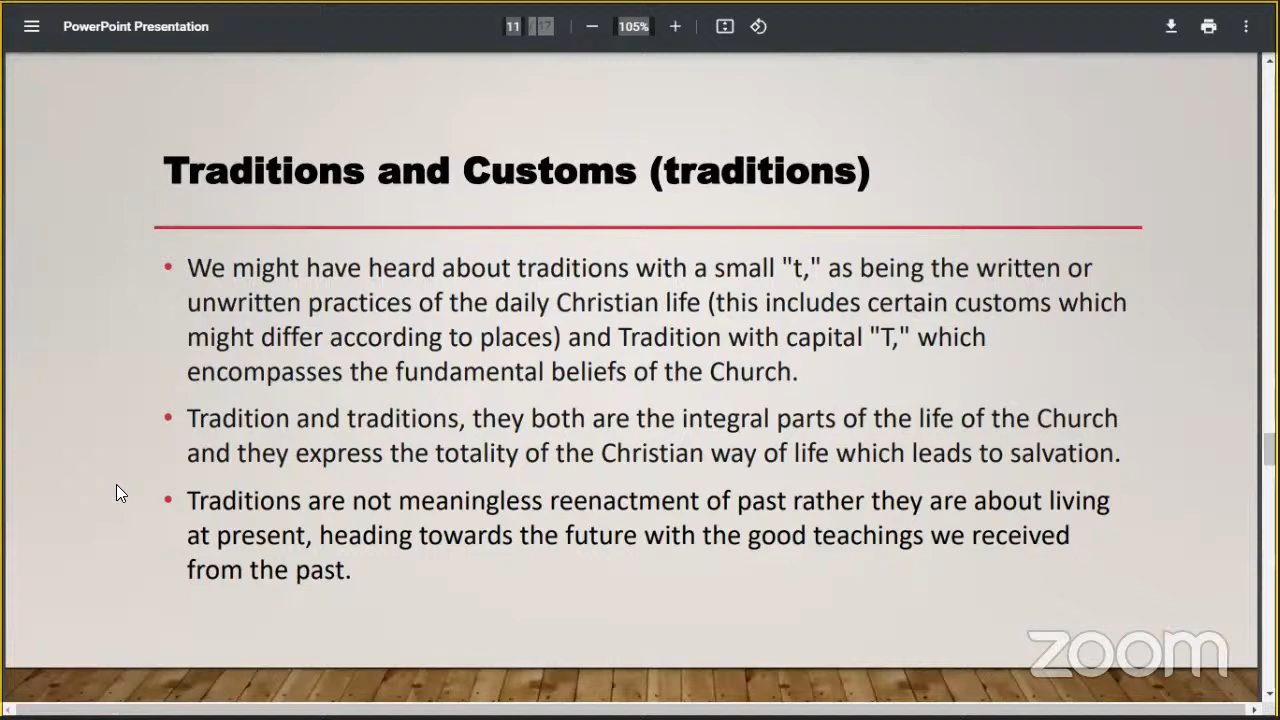 PowerPoint Presentation
11 / 17
105%
Traditions and Customs (traditions)
• We might have heard about traditions with a small "t," as being the written or
unwritten practices of the daily Christian life (this includes certain customs which
might differ according to places) and Tradition with capital "T," which
encompasses the fundamental beliefs of the Church.
• Tradition and traditions, they both are the integral parts of the life of the Church
and they express the totality of the Christian way of life which leads to salvation.
• Traditions are not meaningless reenactment of past rather they are about living
at present, heading towards the future with the good teachings we received
from the past.
zoom